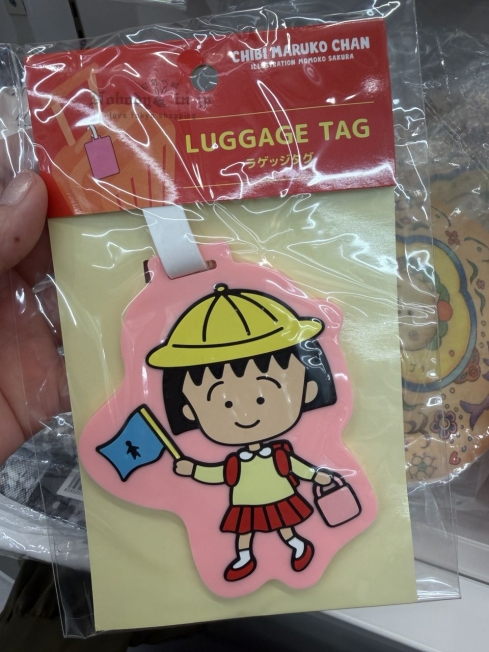 CHIBI MARUKO CHAN
ILLUSTRATION MOMOKO SAKURA
LUGGAGE TAG
ラゲッジタグ